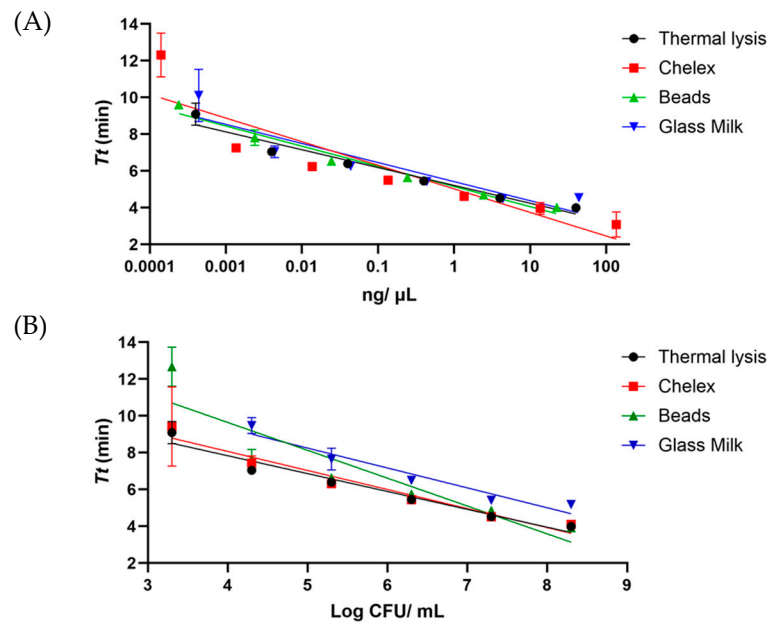 (A)
14
12
10
8
6
4
2
Tt (min)
0.0001
0.001
0.01
0.1
1
10
100
ng/ µL
Thermal lysis
Chelex
Beads
Glass Milk
(B)
14
12
10
8
6
4
2
Tt (min)
3
4
5
6
7
8
9
Log CFU/ mL
Thermal lysis
Chelex
Beads
Glass Milk